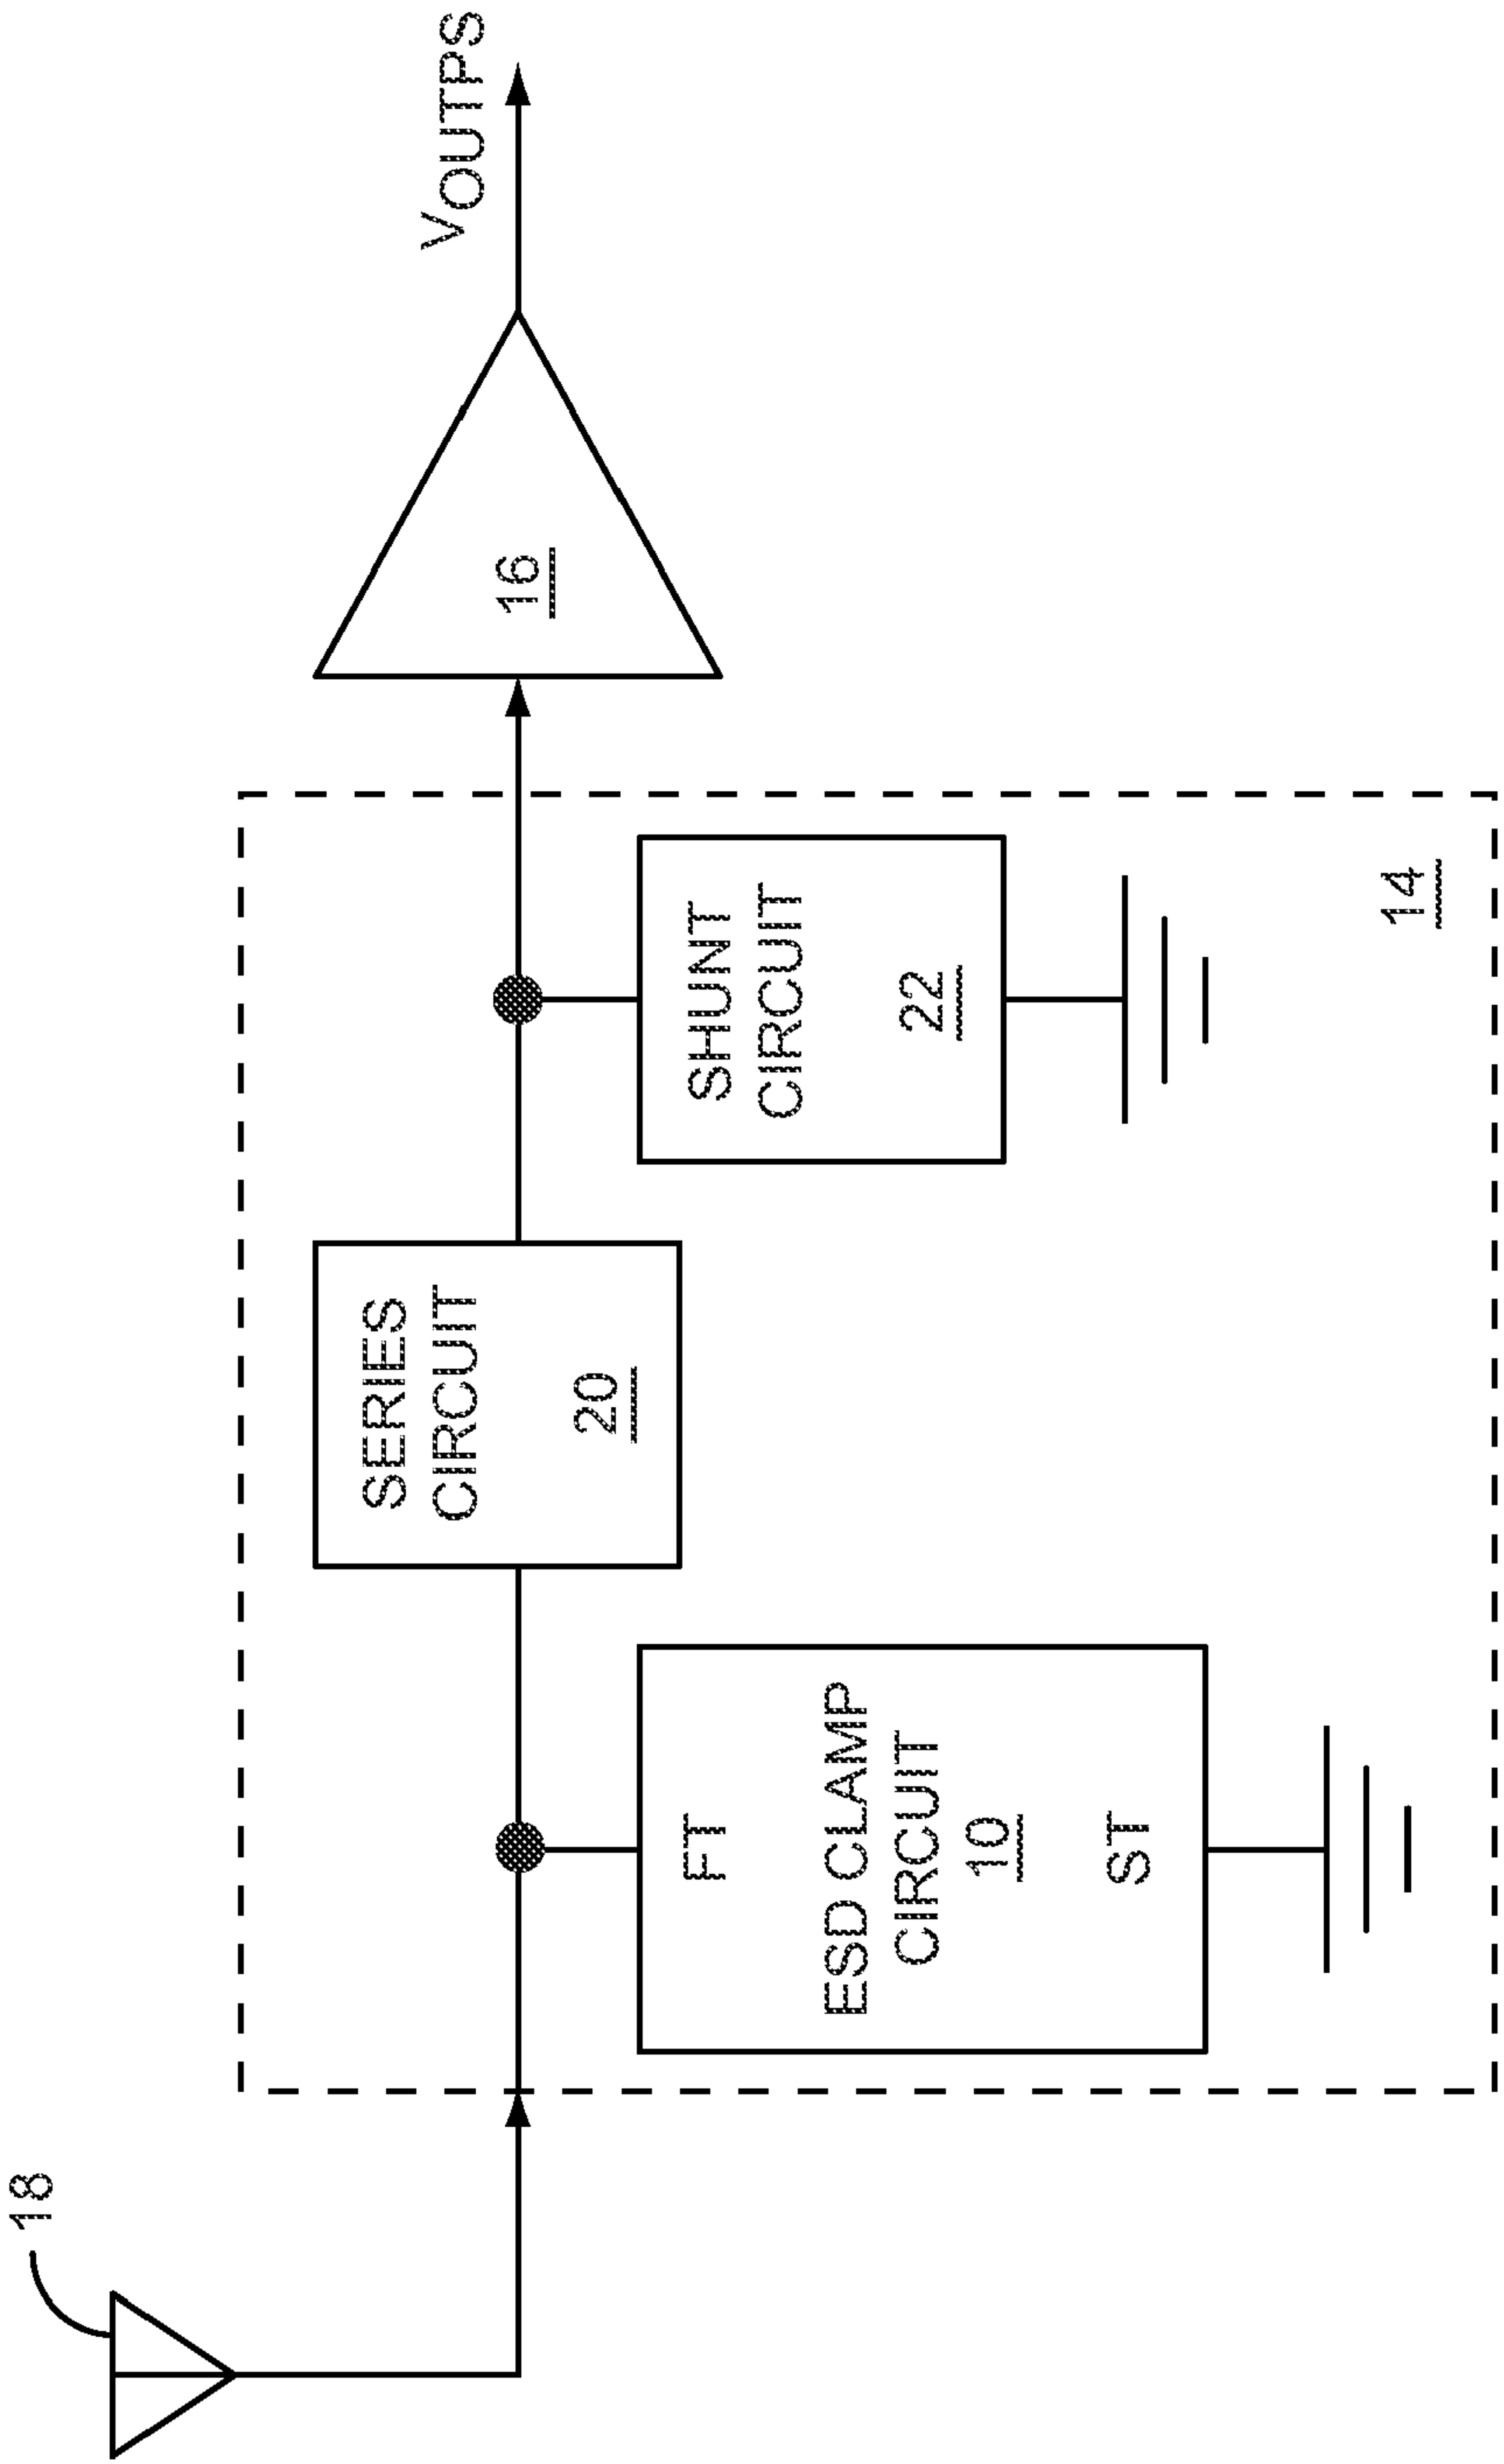 18
VOUTPS
16
SERIES
CIRCUIT
20
SHUNT
CIRCUIT
22
FT
ESD CLAMP
CIRCUIT
10
ST
14